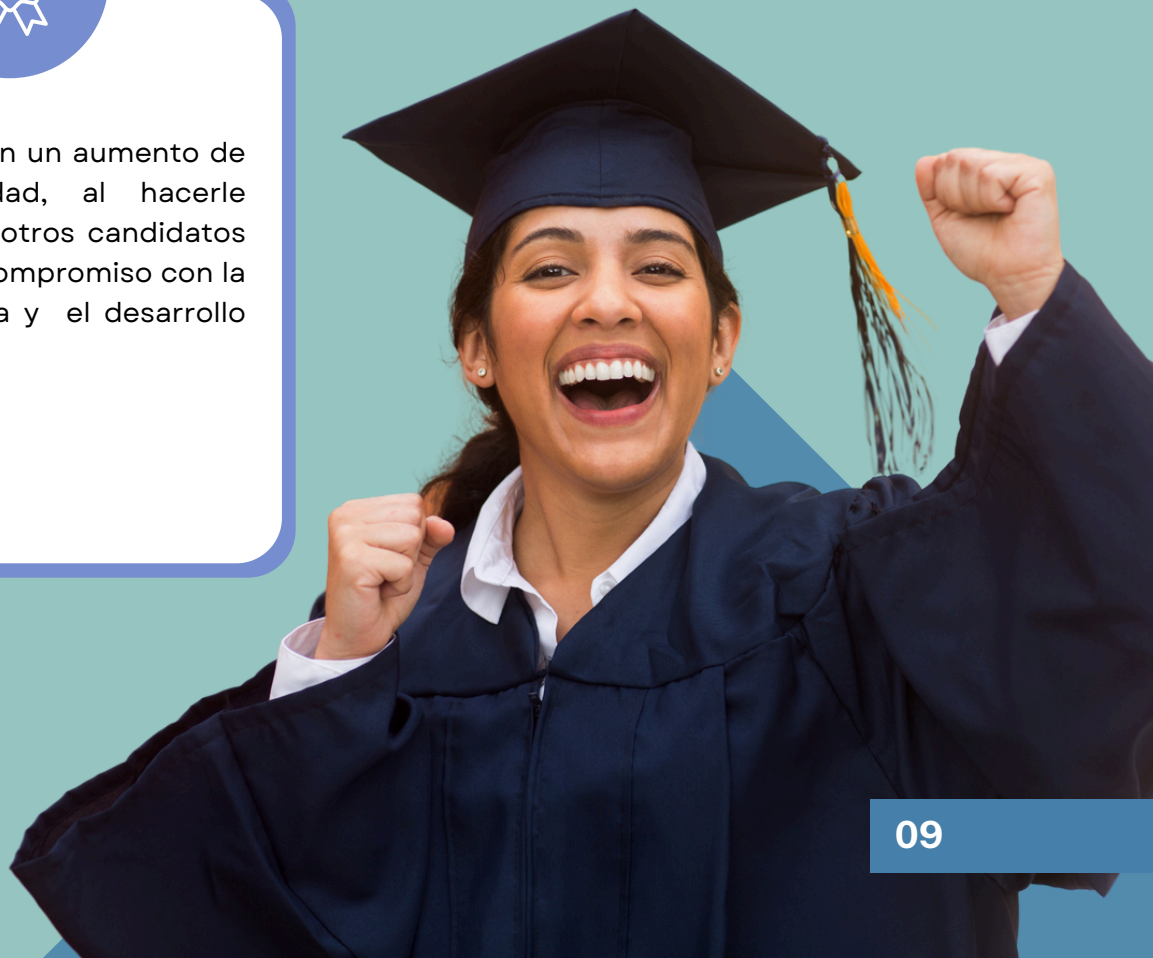 n un aumento de
dad, al hacerle
otros candidatos
ompromiso con la
a y el desarrollo
09